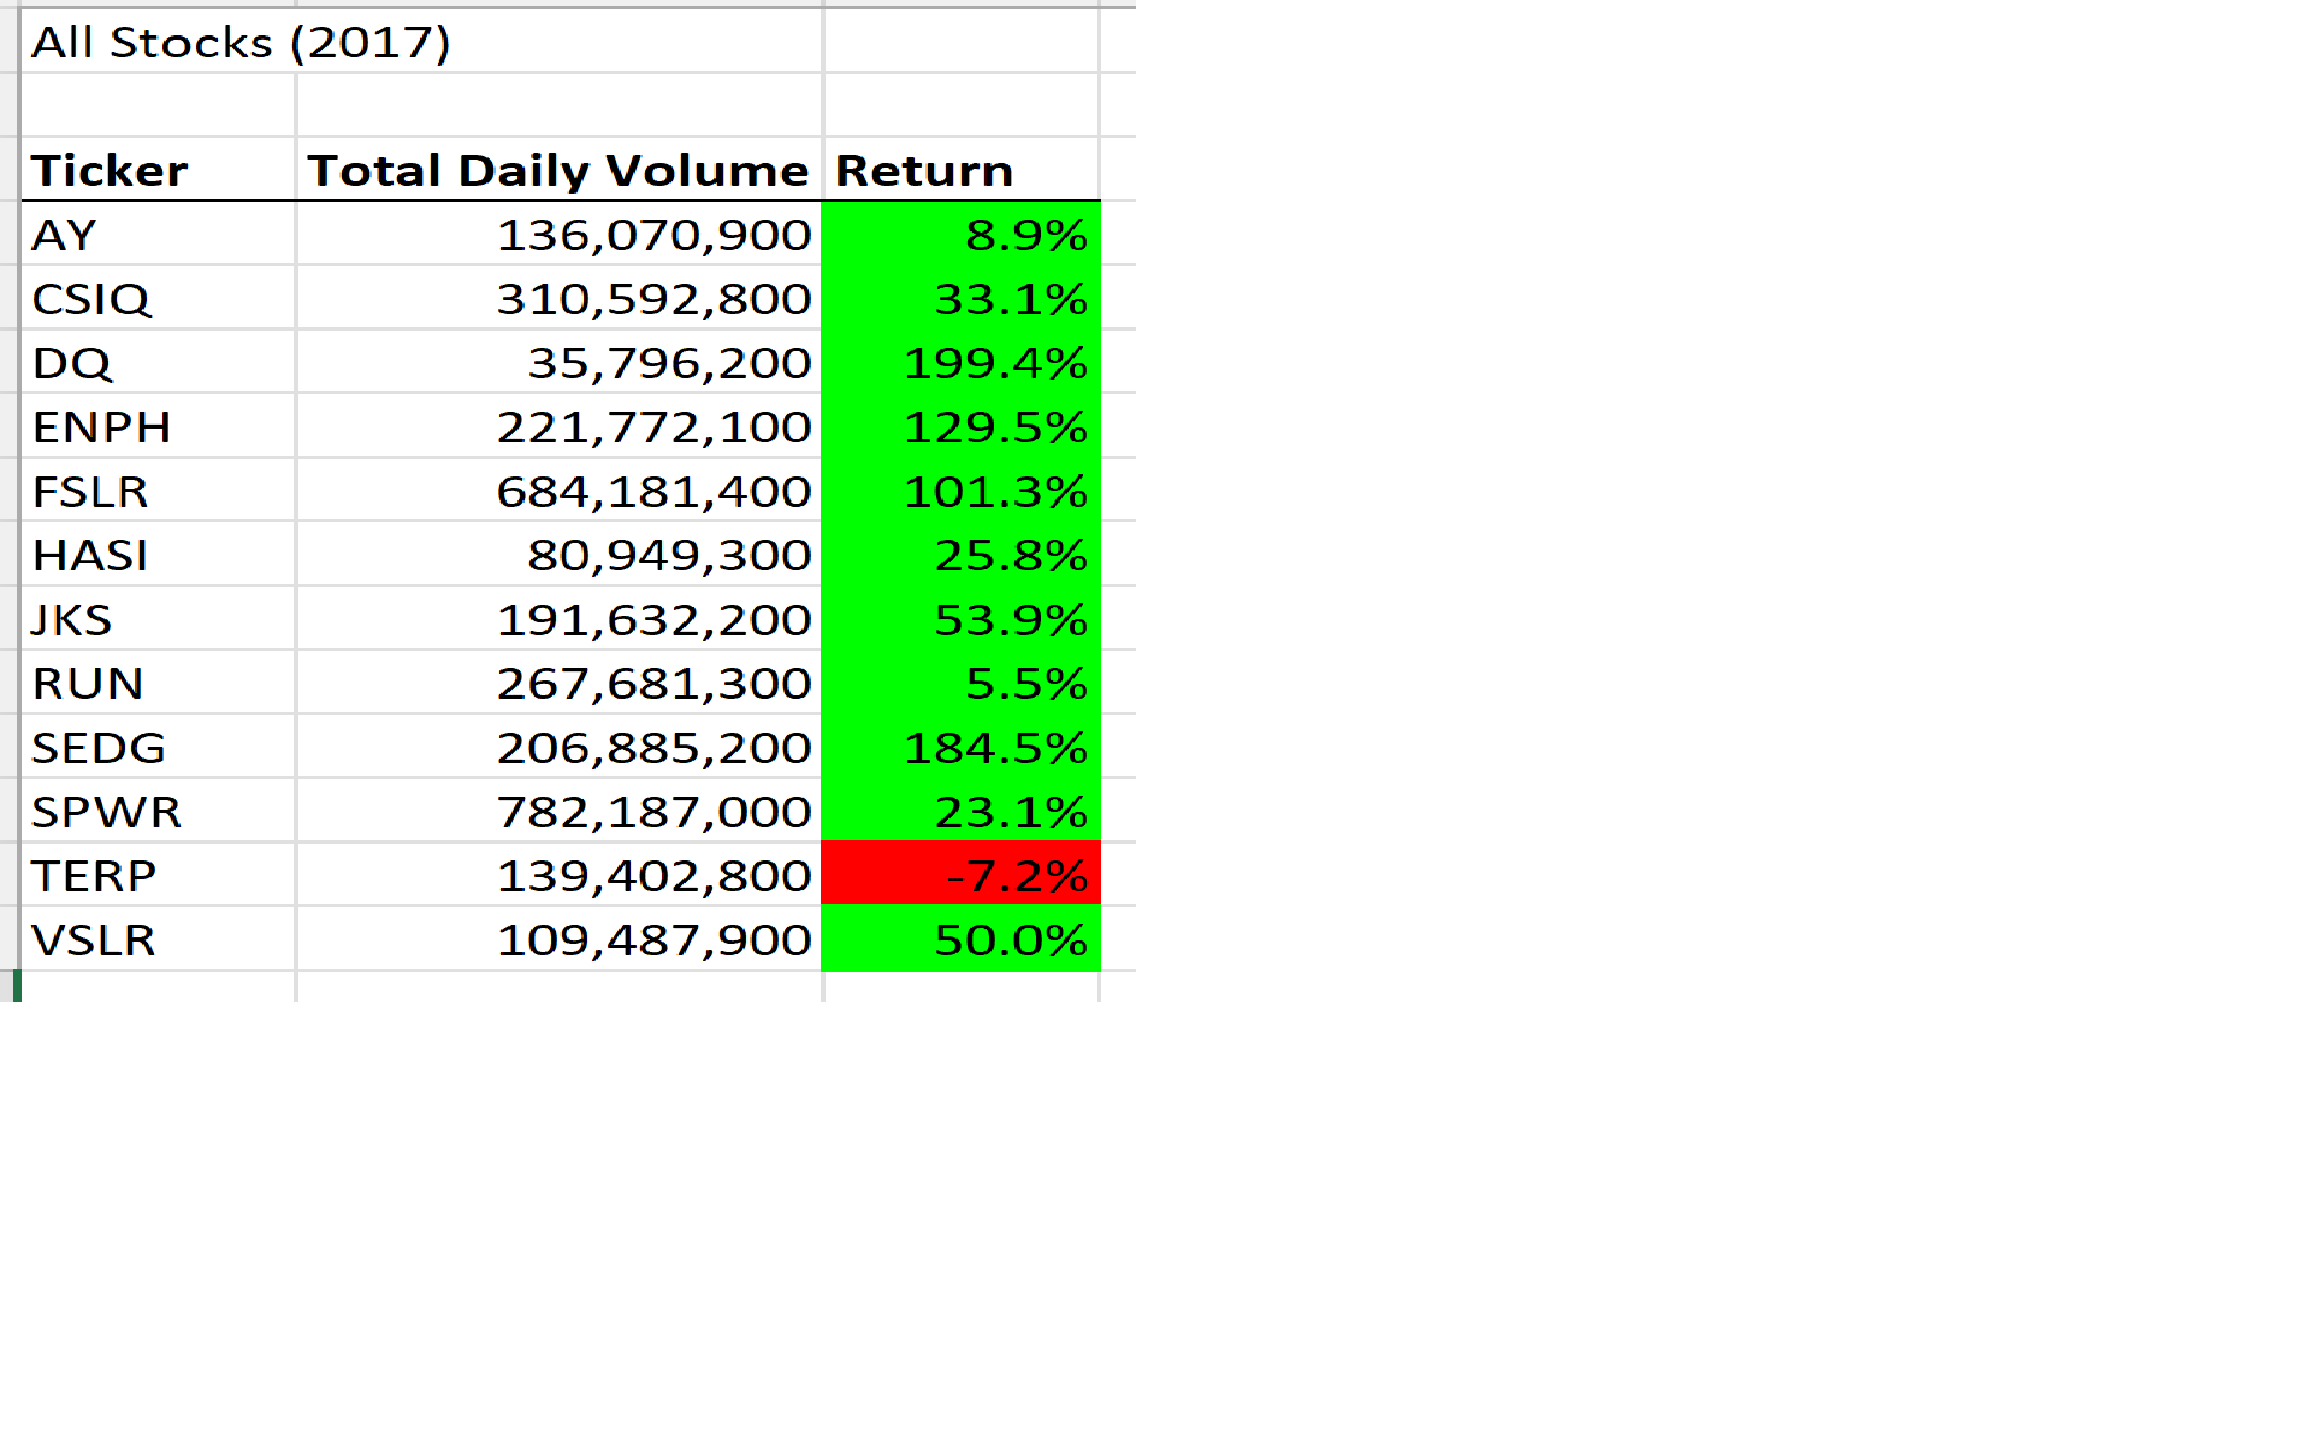 All Stocks (2017)
Ticker Total Daily Volume Return
AY 136,070,900 8.9%
CSIQ 310,592,800 33.1%
DQ 35,796,200 199.4%
ENPH 221,772,100 129.5%
FSLR 684,181,400 101.3%
HASI 80,949,300 25.8%
JKS 191,632,200 53.9%
RUN 267,681,300 5.5%
SEDG 206,885,200 184.5%
SPWR 782,187,000 23.1%
TERP 139,402,800 -7.2%
VSLR 109,487,900 50.0%